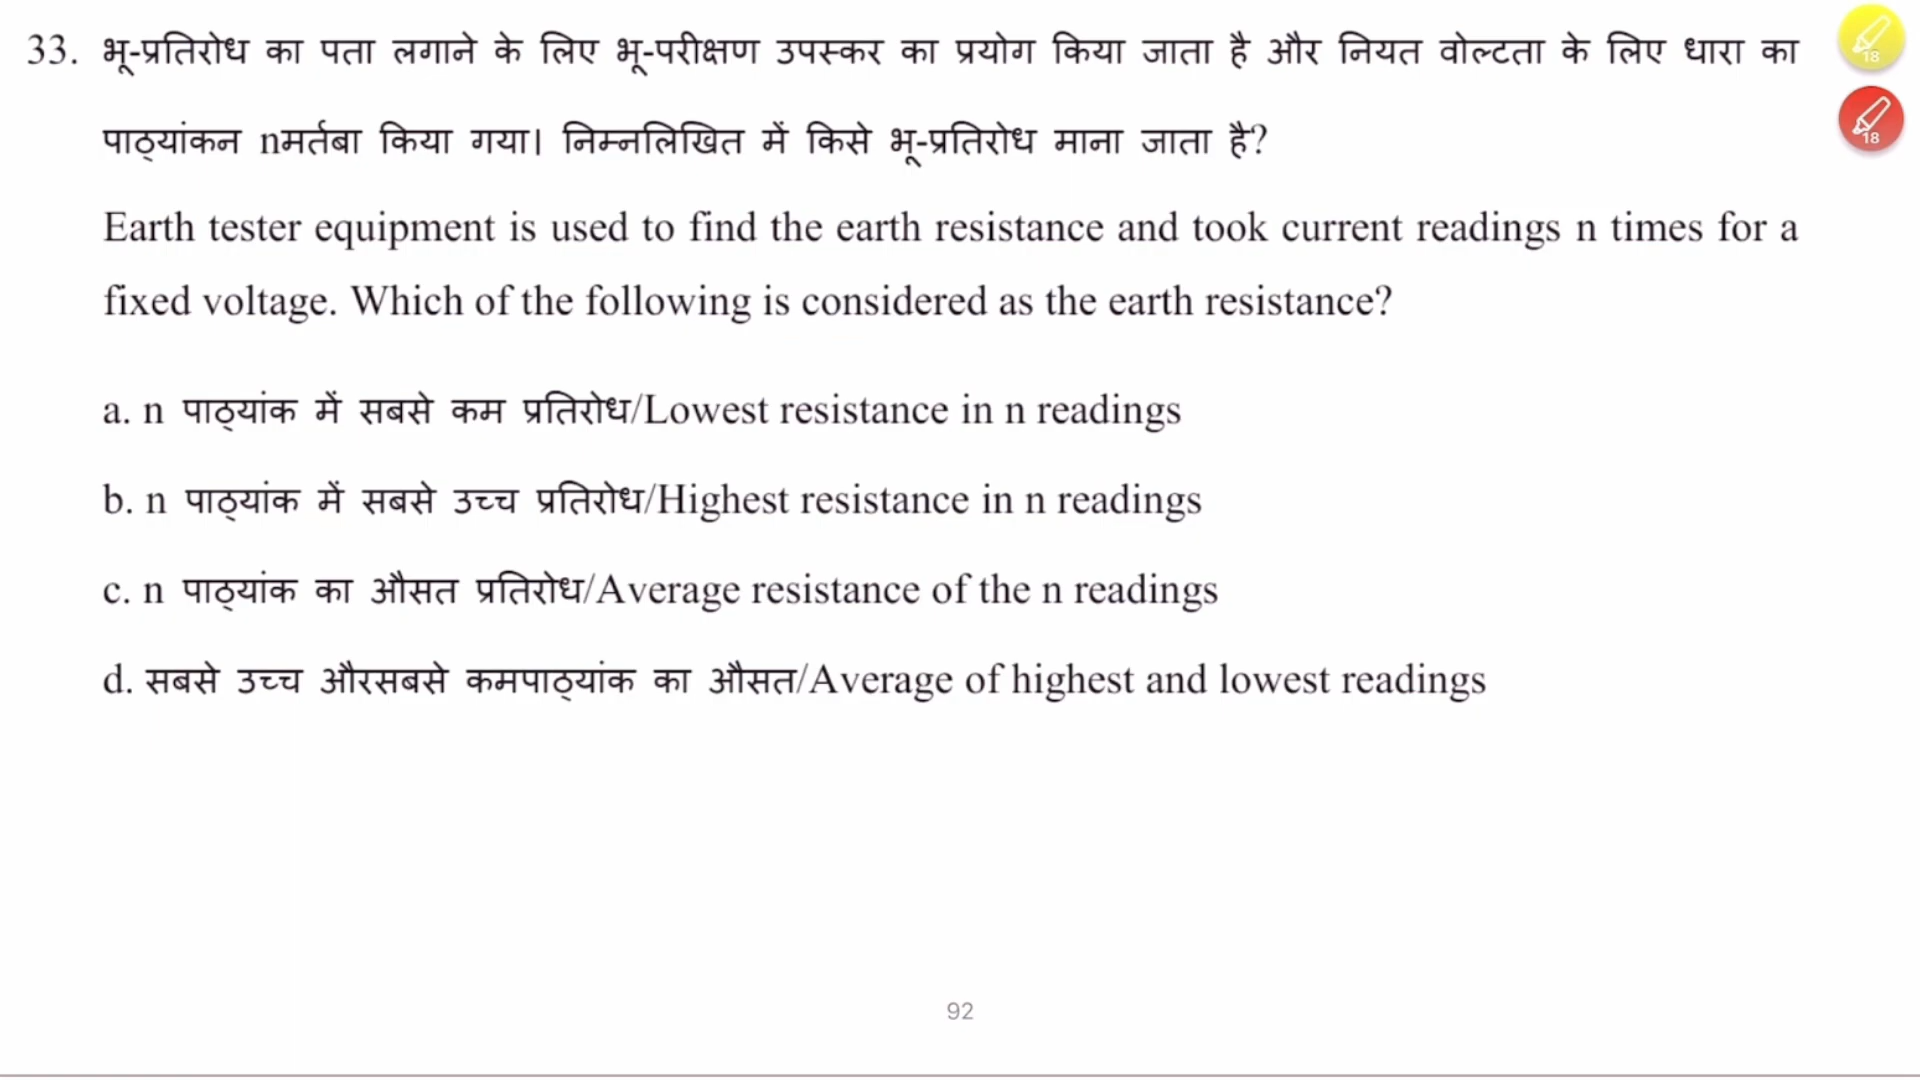 33. भू-प्रतिरोध का पता लगाने के लिए भू-परीक्षण उपस्कर का प्रयोग किया जाता है और नियत वोल्टता के लिए धारा का
पाठ्यांकन nमर्तबा किया गया। निम्नलिखित में किसे भू-प्रतिरोध माना जाता है?
Earth tester equipment is used to find the earth resistance and took current readings n times for a
fixed voltage. Which of the following is considered as the earth resistance?
a. n पाठ्यांक में सबसे कम प्रतिरोध/Lowest resistance in n readings
b. n पाठ्यांक में सबसे उच्च प्रतिरोध/Highest resistance in n readings
c. n पाठ्यांक का औसत प्रतिरोध/Average resistance of the n readings
d. सबसे उच्च औरसबसे कमपाठ्यांक का औसत/Average of highest and lowest readings
18
18
92